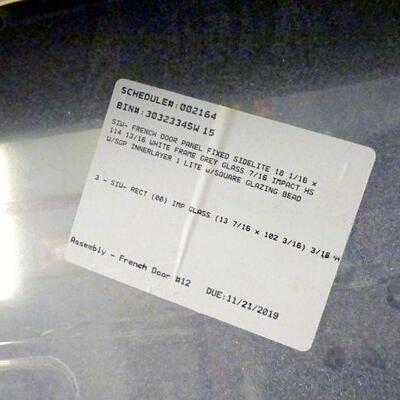 SCHEDULE#:002164
BIN#:30323345W 15
SIW- FRENCH DOOR PANEL FIXED SIDELITE 18 1/16 ×
114 13/16 WHITE FRAME GREY GLASS 7/16 IMPACT HS
W/SGP INNERLAYER 1 LITE W/SQUARE GLAZING BEAD
3 - SIW- RECT (00) IMP GLASS (13 7/16 × 102 3/16) 3/16
Assembly - French Door #12 DUE:11/21/2019